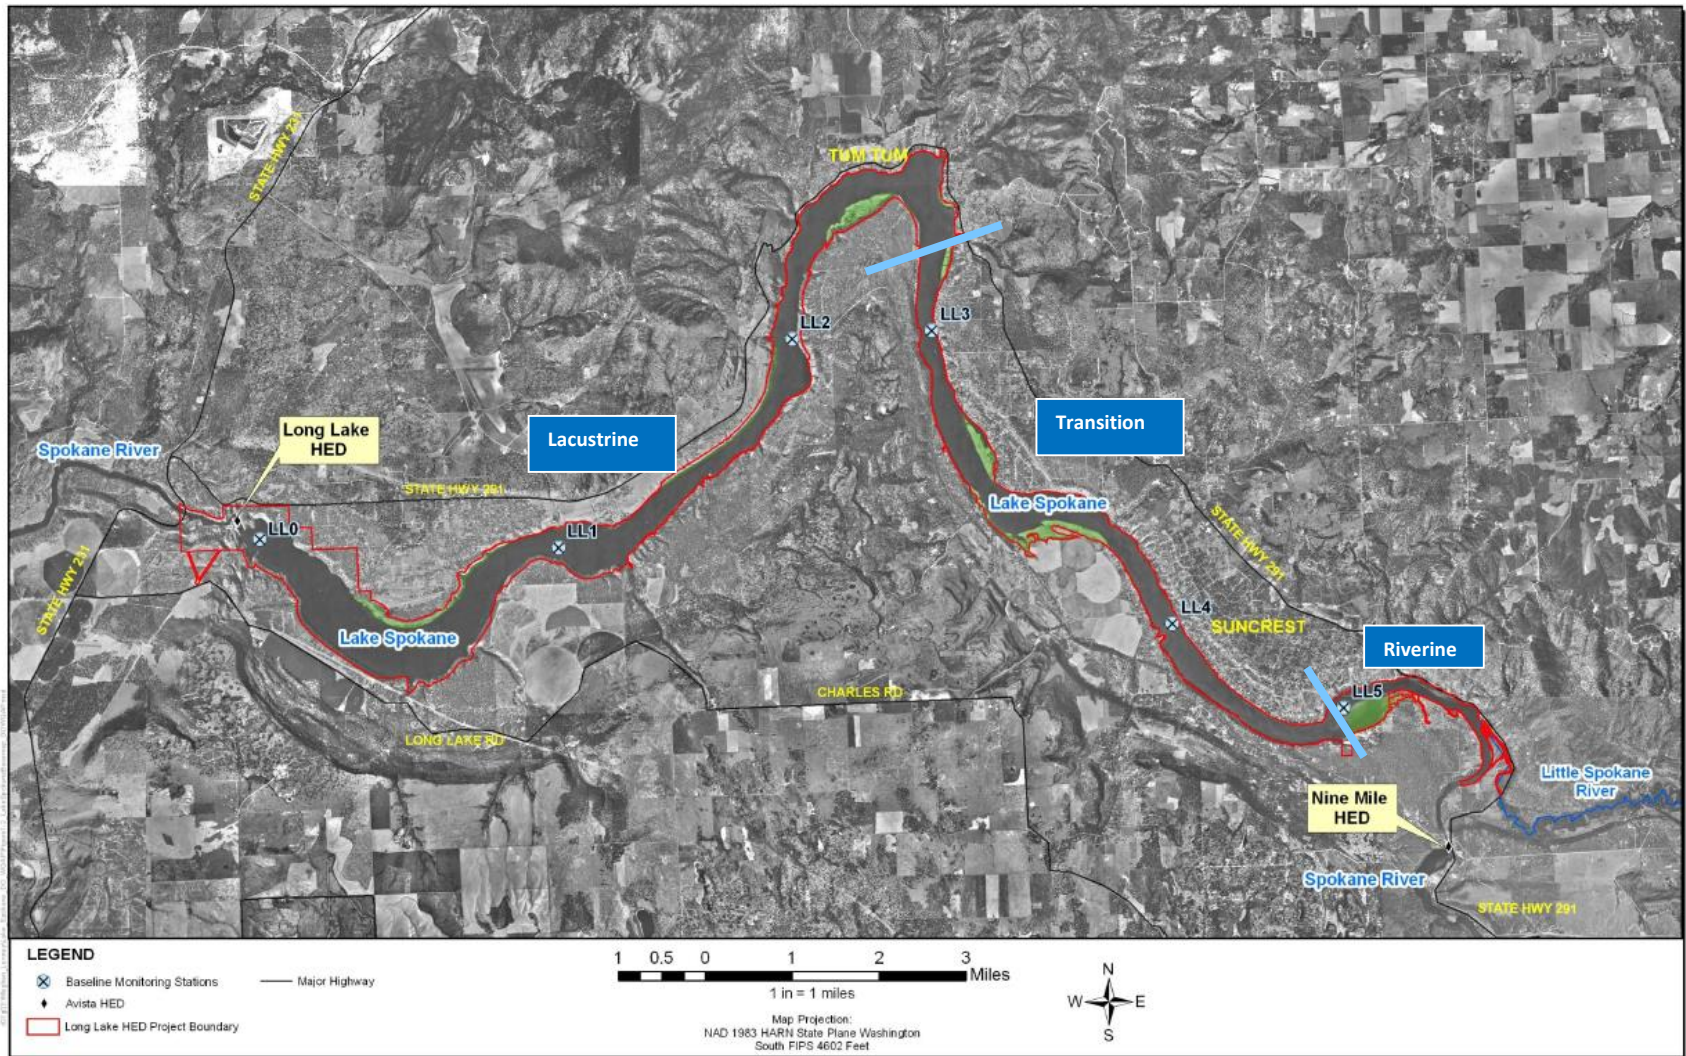 TUM TUM
STATE HWY 231
LL2
LL3
Long Lake
HED
Lacustrine
Transition
Spokane River
STATE HWY 291
Lake Spokane
STATE HWY 291
LL0
LL1
STATE HWY 231
LL4
SUNCREST
Lake Spokane
Riverine
CHARLES RD
LL5
LONG LAKE RD
Little Spokane
River
Nine Mile
HED
Spokane River
STATE HWY 291
LEGEND
Baseline Monitoring Stations
Major Highway
Avista HED
Long Lake HED Project Boundary
1 0.5 0 1 2 3
Miles
1 in = 1 miles
Map Projection:
NAD 1983 HARN State Plane Washington
South FIPS 4602 Feet
N
W E
S